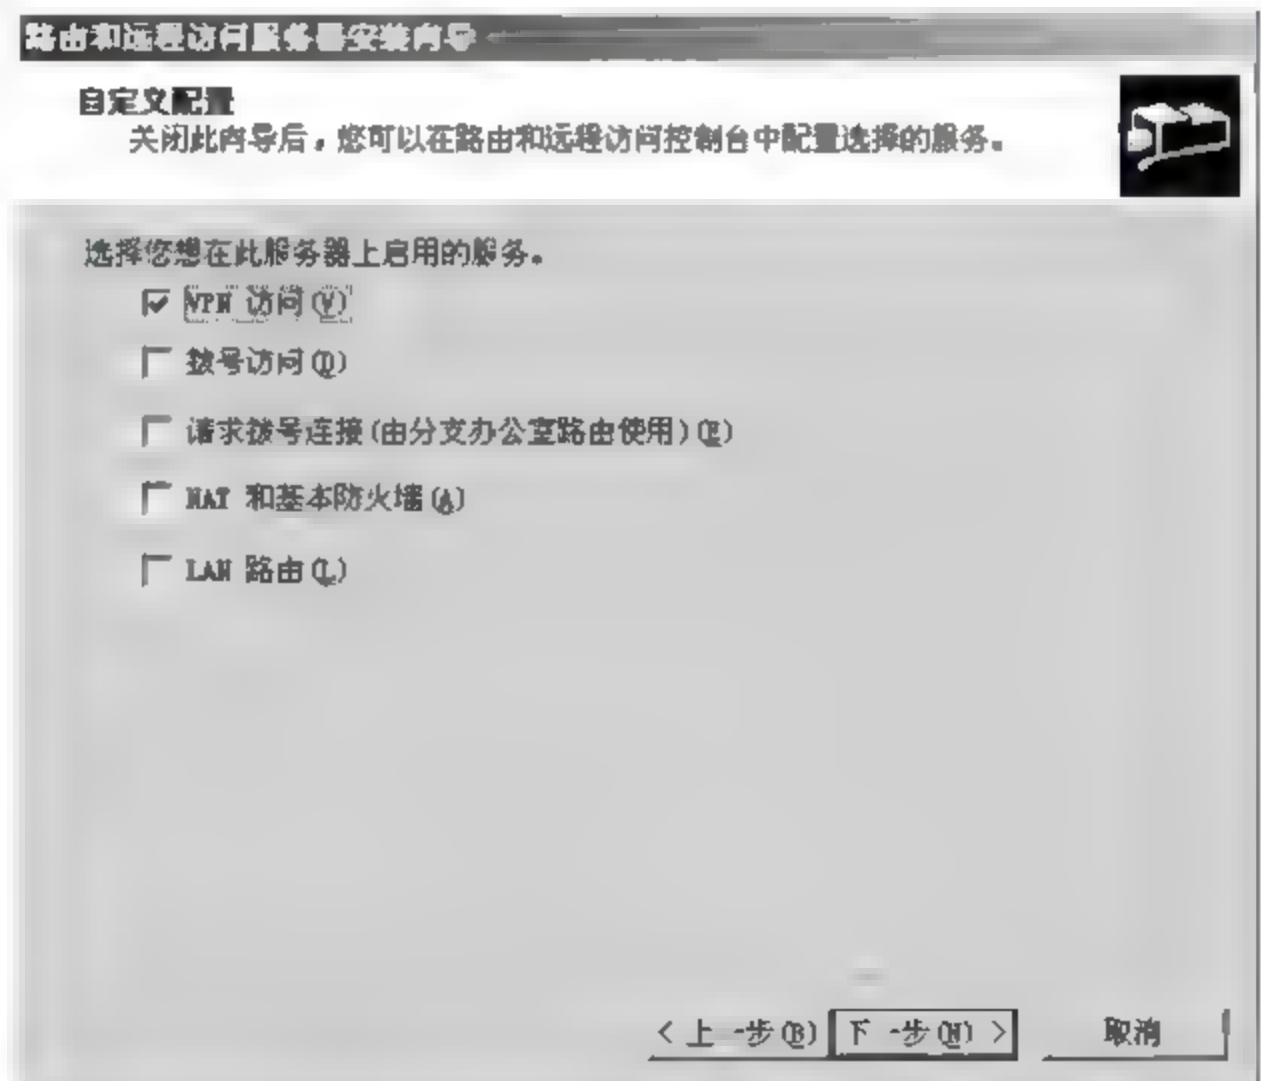 路由和远程访问服务器安装向导
自定义配置
关闭此向导后，您可以在路由和远程访问控制台中配置选择的服务。
选择您想在此服务器上启用的服务。
VPN 访问(V)
拨号访问(D)
请求拨号连接(由分支办公室路由使用)(E)
NAT 和基本防火墙(A)
LAN 路由(L)
< 上一步(B) 下一步(N) > 取消